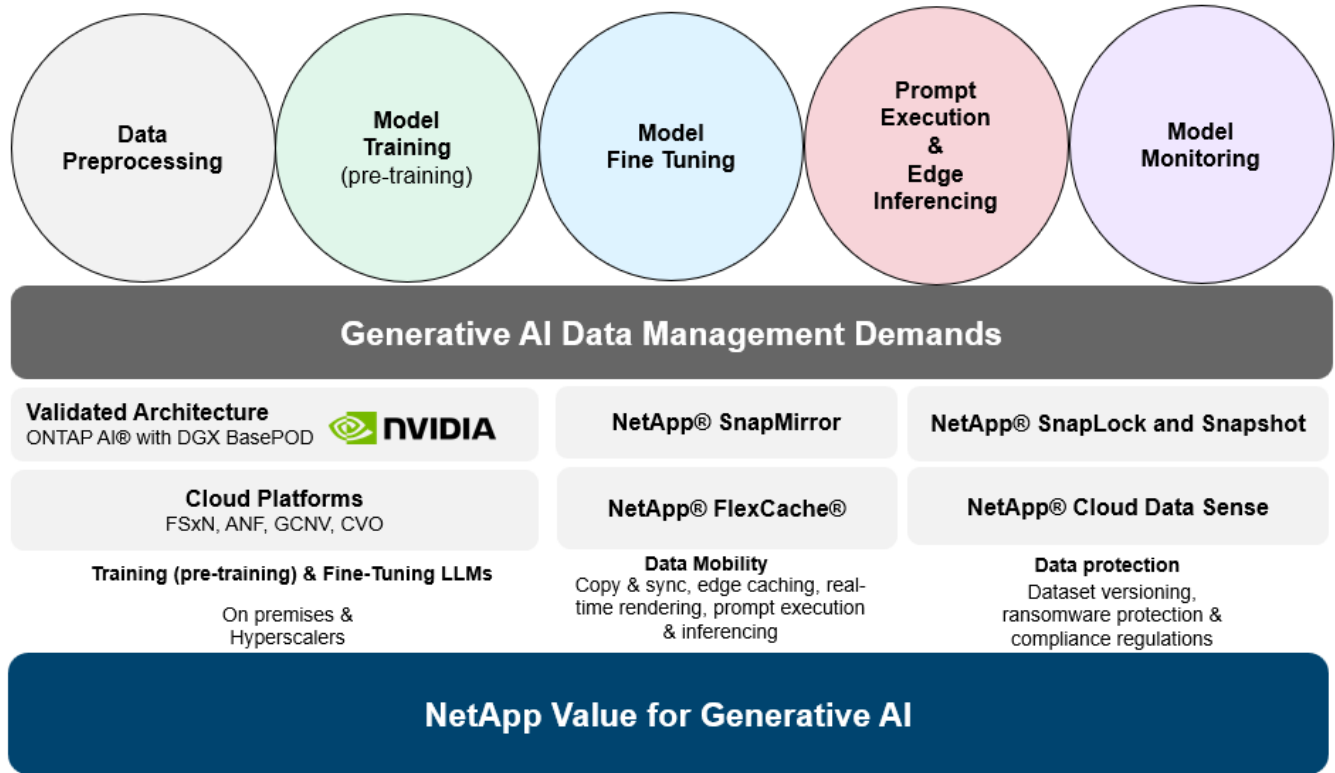 Data
Preprocessing
Model
Training
(pre-training)
Model
Fine Tuning
Prompt
Execution
&
Edge
Inferencing
Model
Monitoring
Generative AI Data Management Demands
Validated Architecture
ONTAP AI® with DGX BasePOD
NVIDIA
NetApp® SnapMirror
NetApp® SnapLock and Snapshot
Cloud Platforms
FSxN, ANF, GCNV, CVO
NetApp® FlexCache®
NetApp® Cloud Data Sense
Training (pre-training) & Fine-Tuning LLMs
On premises &
Hyperscalers
Data Mobility
Copy & sync, edge caching, real-
time rendering, prompt execution
& inferencing
Data protection
Dataset versioning,
ransomware protection &
compliance regulations
NetApp Value for Generative AI